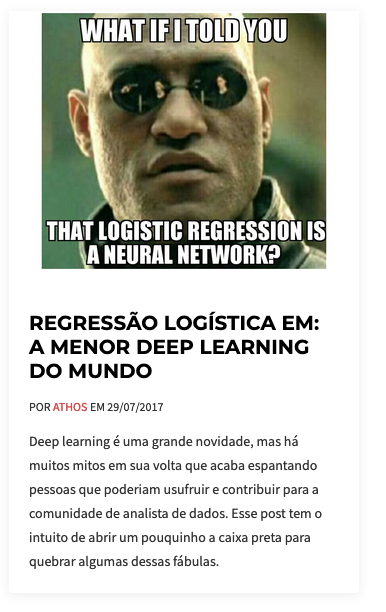 WHAT IF I TOLD YOU
THAT LOGISTIC REGRESSION IS
A NEURAL NETWORK?
REGRESSÃO LOGÍSTICA EM:
A MENOR DEEP LEARNING
DO MUNDO
POR ATHOS EM 29/07/2017
Deep learning é uma grande novidade, mas há
muitos mitos em sua volta que acaba espantando
pessoas que poderiam usufruir e contribuir para a
comunidade de analista de dados. Esse post tem o
intuito de abrir um pouquinho a caixa preta para
quebrar algumas dessas fábulas.